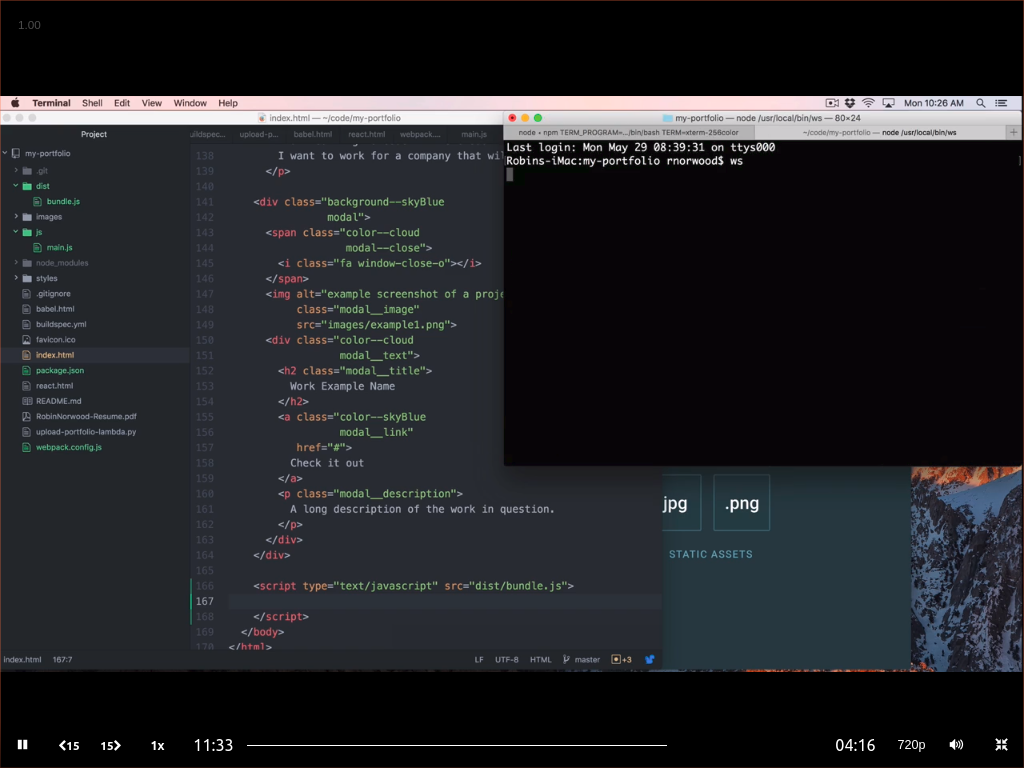 1.00
Terminal Shell Edit View Window Help
Mon 10:26 AM
index.html — ~/code/my-portfolio
my-portfolio — node /usr/local/bin/ws — 80×24
Project
uildspec... upload-p... babel.html react.html webpack.... main.js
node • npm TERM_PROGRAM=.../bin/bash TERM=xterm-256color
~/code/my-portfolio — node /usr/local/bin/ws
+
my-portfolio
.git
dist
bundle.js
images
js
main.js
node_modules
styles
.gitignore
babel.html
buildspec.yml
favicon.ico
index.html
package.json
react.html
README.md
RobinNorwood-Resume.pdf
upload-portfolio-lambda.py
webpack.config.js
138 I want to work for a company that wil
139 </p>
140
141 <div class="background--skyBlue
142 modal">
143 <span class="color--cloud
144 modal--close">
145 <i class="fa window-close-o"></i>
146 </span>
147 <img alt="example screenshot of a proje
148 class="modal__image"
149 src="images/example1.png">
150 <div class="color--cloud
151 modal__text">
152 <h2 class="modal__title">
153 Work Example Name
154 </h2>
155 <a class="color--skyBlue
156 modal__link"
157 href="#">
158 Check it out
159 </a>
160 <p class="modal__description">
161 A long description of the work in question.
162 </p>
163 </div>
164 </div>
165
166 <script type="text/javascript" src="dist/bundle.js">
167
168 </script>
169 </body>
170 </html>
Last login: Mon May 29 08:39:31 on ttys000
Robins-iMac:my-portfolio rnorwood$ ws
jpg
.png
STATIC ASSETS
index.html 167:7
LF UTF-8 HTML master +3
15 15 1x 11:33 04:16 720p